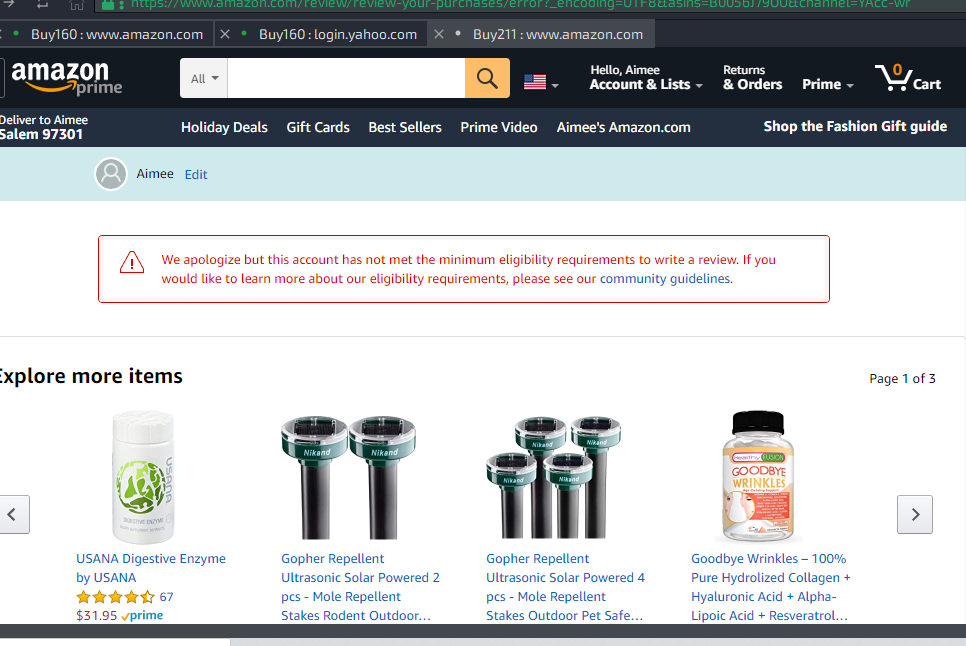 https://www.amazon.com/review/review-your-purchases/error?_encoding=UTF8&asins=B0056J79OO&channel=YAcc-wr
Buy160 : www.amazon.com
Buy160 : login.yahoo.com
Buy211 : www.amazon.com
amazon
prime
All
Hello, Aimee
Account & Lists
Returns
& Orders
Prime
0
Cart
Deliver to Aimee
Salem 97301
Holiday Deals
Gift Cards
Best Sellers
Prime Video
Aimee's Amazon.com
Shop the Fashion Gift guide
Aimee Edit
We apologize but this account has not met the minimum eligibility requirements to write a review. If you
would like to learn more about our eligibility requirements, please see our community guidelines.
Explore more items
Page 1 of 3
USANA
DIGESTIVE ENZYME
Nikand
Nikand
Nikand
Nikand
Nikand
Nikand
Healthy FUSION
GOODBYE
WRINKLES
USANA Digestive Enzyme
by USANA
67
$31.95 prime
Gopher Repellent
Ultrasonic Solar Powered 2
pcs - Mole Repellent
Stakes Rodent Outdoor...
Gopher Repellent
Ultrasonic Solar Powered 4
pcs - Mole Repellent
Stakes Outdoor Pet Safe...
Goodbye Wrinkles – 100%
Pure Hydrolized Collagen +
Hyaluronic Acid + Alpha-
Lipoic Acid + Resveratrol...